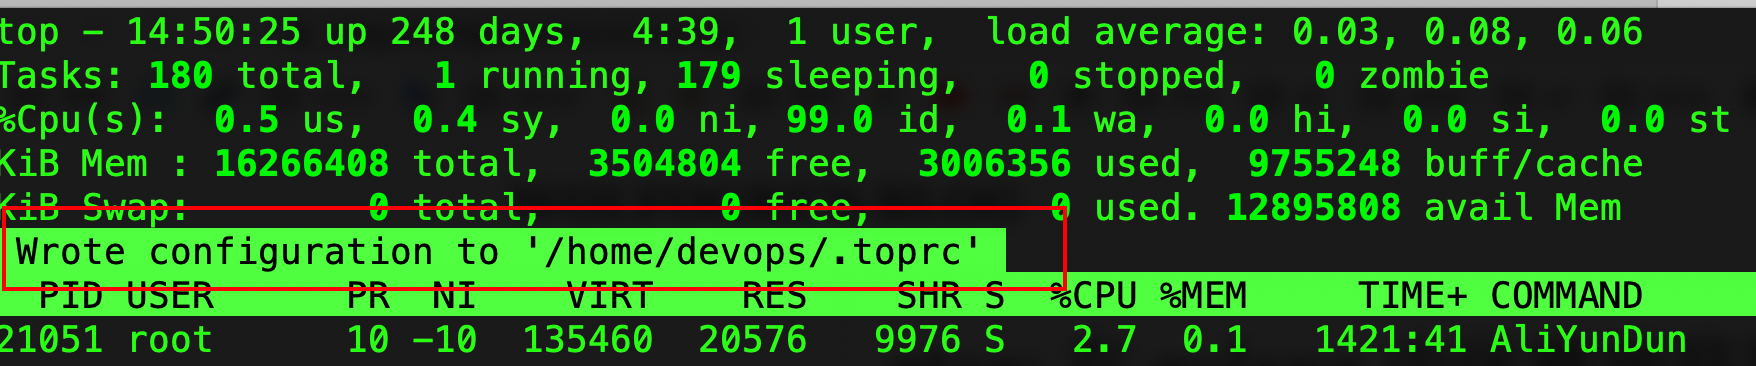 top - 14:50:25 up 248 days,  4:39,  1 user,  load average: 0.03, 0.08, 0.06
Tasks: 180 total,   1 running, 179 sleeping,   0 stopped,   0 zombie
%Cpu(s):  0.5 us,  0.4 sy,  0.0 ni, 99.0 id,  0.1 wa,  0.0 hi,  0.0 si,  0.0 st
KiB Mem : 16266408 total,  3504804 free,  3006356 used,  9755248 buff/cache
KiB Swap:        0 total,        0 free,        0 used. 12895808 avail Mem
Wrote configuration to '/home/devops/.toprc'
PID USER      PR  NI    VIRT    RES    SHR S  %CPU %MEM     TIME+ COMMAND
21051 root      10 -10  135460  20576   9976 S   2.7  0.1   1421:41 AliYunDun